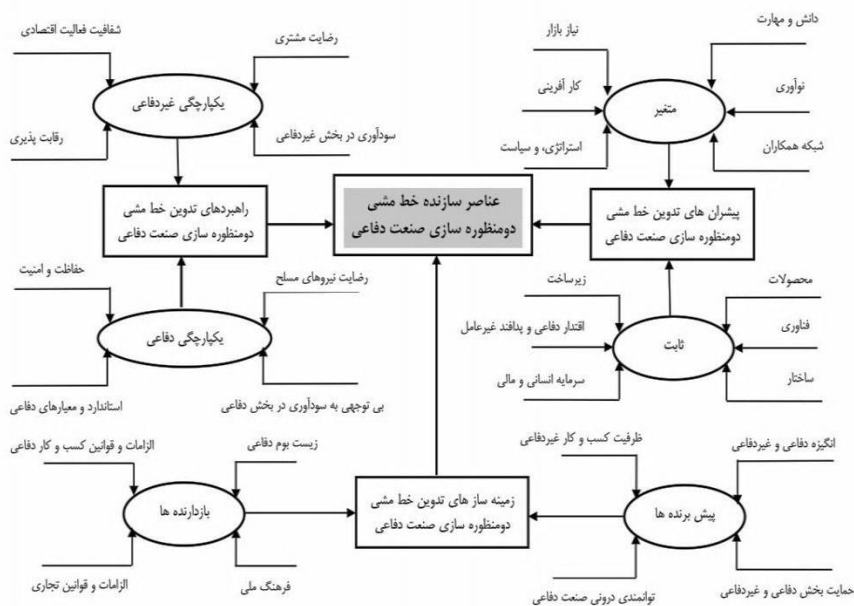 دانش و مهارت
نیاز بازار
نوآوری
کار آفرینی
متغیر
شبکه همکاران
استراتژی، و سیاست
رضایت مشتری
شفافیت فعالیت اقتصادی
یکپارچگی غیردفاعی
سودآوری در بخش غیردفاعی
رقابت پذیری
پیشران های تدوین خط مشی
دومنظوره سازی صنعت دفاعی
عناصر سازنده خط مشی
دومنظوره سازی صنعت دفاعی
راهبردهای تدوین خط مشی
دومنظوره سازی صنعت دفاعی
محصولات
زیرساخت
فناوری
اقتدار دفاعی و پدافند غیرعامل
ثابت
ساختار
سرمایه انسانی و مالی
رضایت نیروهای مسلح
حفاظت و امنیت
یکپارچگی دفاعی
بی توجهی به سودآوری در بخش دفاعی
استاندارد و معیارهای دفاعی
انگیزه دفاعی و غیردفاعی
ظرفیت کسب و کار غیردفاعی
پیش برنده ها
حمایت بخش دفاعی و غیردفاعی
توانمندی درونی صنعت دفاعی
زمینه ساز های تدوین خط مشی
دومنظوره سازی صنعت دفاعی
زیست بوم دفاعی
الزامات و قوانین کسب و کار دفاعی
بازدارنده ها
فرهنگ ملی
الزامات و قوانین تجاری